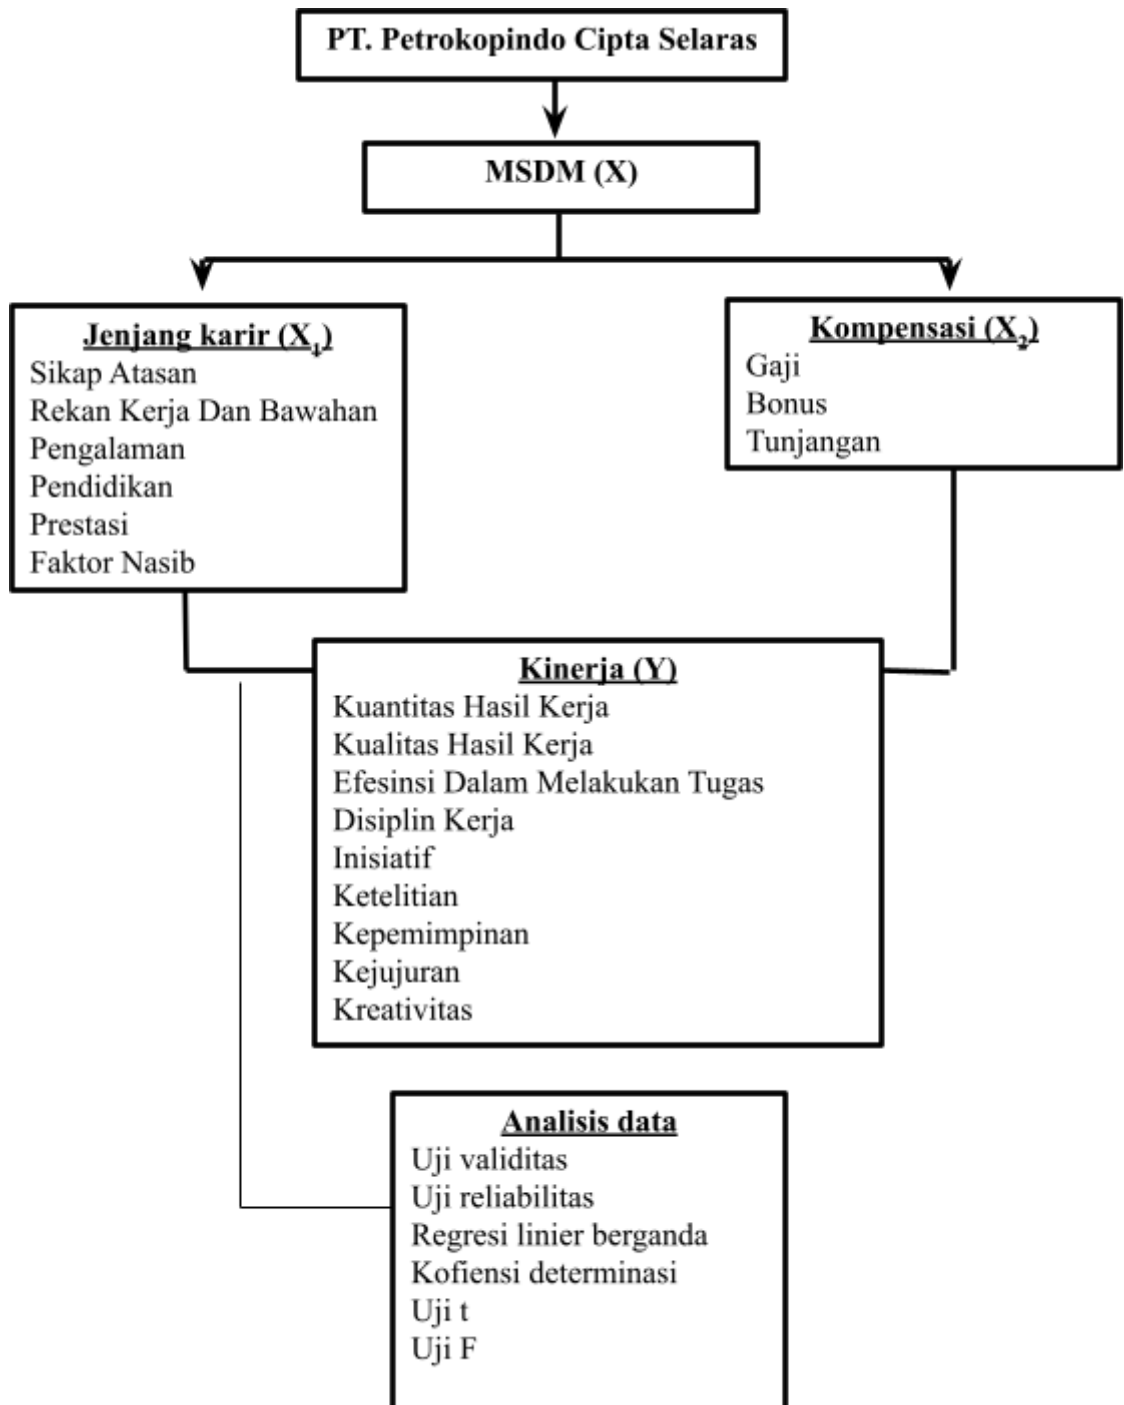 PT. Petrokopindo Cipta Selaras
MSDM (X)
Jenjang karir (X₁)
Sikap Atasan
Rekan Kerja Dan Bawahan
Pengalaman
Pendidikan
Prestasi
Faktor Nasib
Kompensasi (X₂)
Gaji
Bonus
Tunjangan
Kinerja (Y)
Kuantitas Hasil Kerja
Kualitas Hasil Kerja
Efesinsi Dalam Melakukan Tugas
Disiplin Kerja
Inisiatif
Ketelitian
Kepemimpinan
Kejujuran
Kreativitas
Analisis data
Uji validitas
Uji reliabilitas
Regresi linier berganda
Kofiensi determinasi
Uji t
Uji F